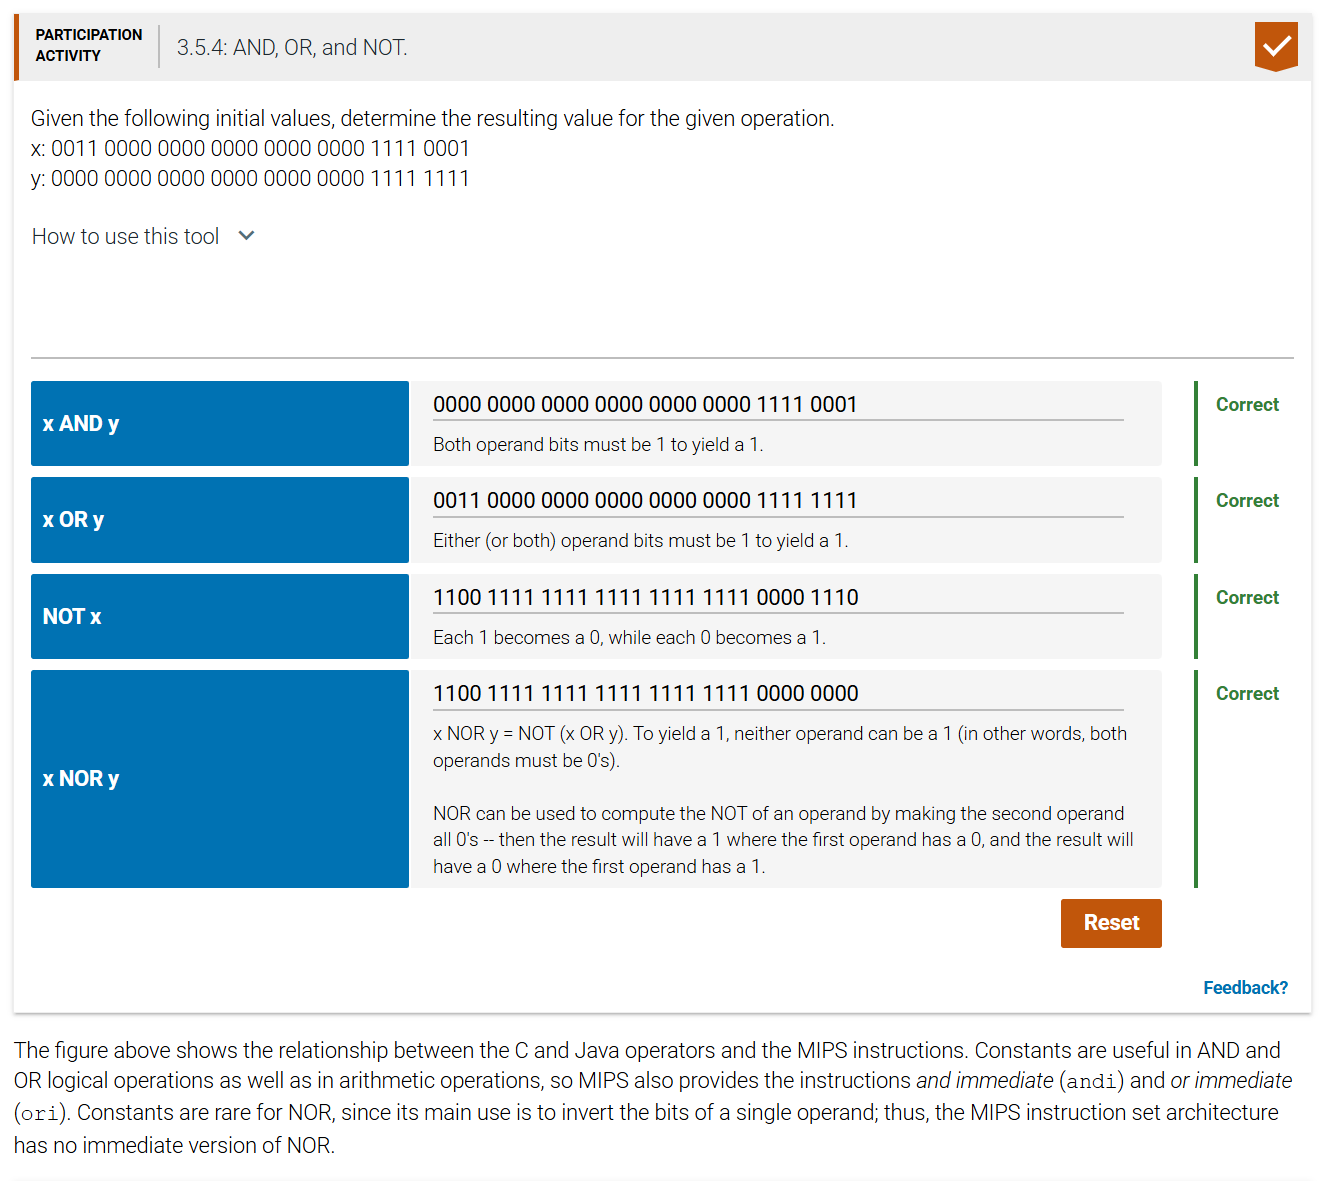 PARTICIPATION
ACTIVITY
3.5.4: AND, OR, and NOT.
Given the following initial values, determine the resulting value for the given operation.
x: 0011 0000 0000 0000 0000 0000 1111 0001
y: 0000 0000 0000 0000 0000 0000 1111 1111
How to use this tool
x AND y
0000 0000 0000 0000 0000 0000 1111 0001
Both operand bits must be 1 to yield a 1.
Correct
x OR y
0011 0000 0000 0000 0000 0000 1111 1111
Either (or both) operand bits must be 1 to yield a 1.
Correct
NOT x
1100 1111 1111 1111 1111 1111 0000 1110
Each 1 becomes a 0, while each 0 becomes a 1.
Correct
x NOR y
1100 1111 1111 1111 1111 1111 0000 0000
x NOR y = NOT (x OR y). To yield a 1, neither operand can be a 1 (in other words, both
operands must be 0's).
NOR can be used to compute the NOT of an operand by making the second operand
all 0's -- then the result will have a 1 where the first operand has a 0, and the result will
have a 0 where the first operand has a 1.
Correct
Reset
Feedback?
The figure above shows the relationship between the C and Java operators and the MIPS instructions. Constants are useful in AND and
OR logical operations as well as in arithmetic operations, so MIPS also provides the instructions and immediate (andi) and or immediate
(ori). Constants are rare for NOR, since its main use is to invert the bits of a single operand; thus, the MIPS instruction set architecture
has no immediate version of NOR.